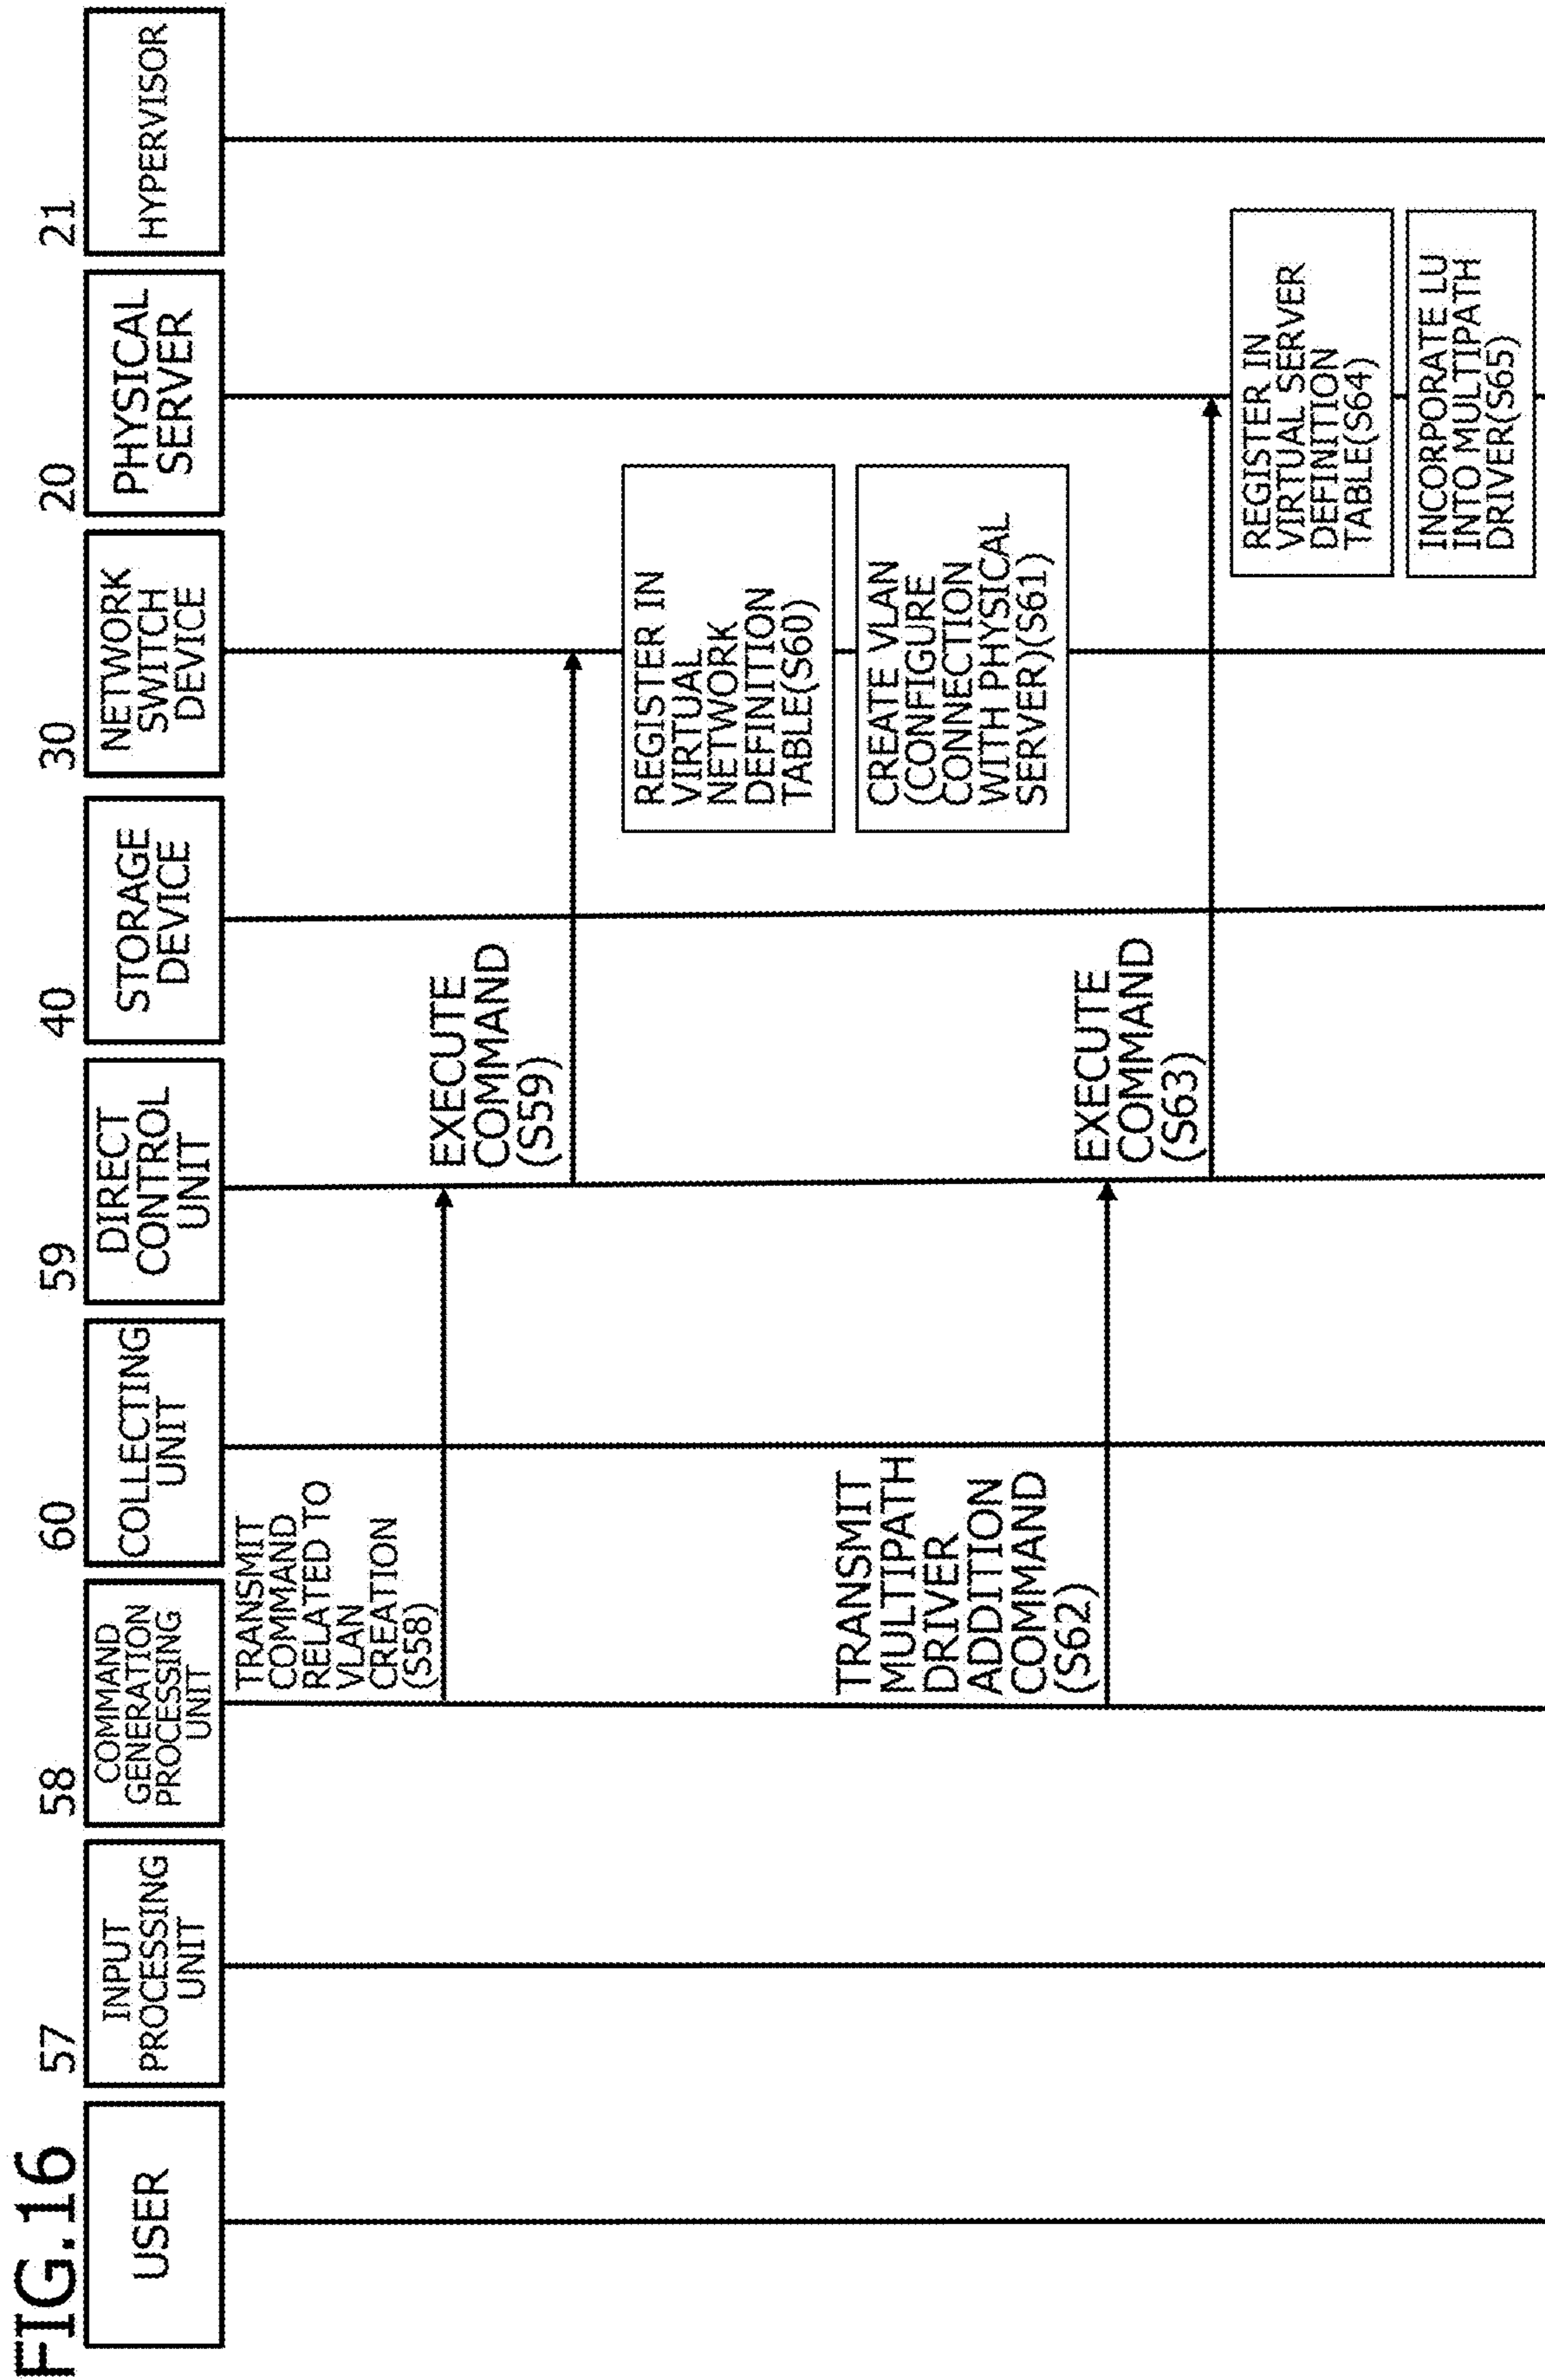 FIG.16
USER
57
INPUT
PROCESSING
UNIT
58
COMMAND
GENERATION
PROCESSING
UNIT
60
COLLECTING
UNIT
59
DIRECT
CONTROL
UNIT
40
STORAGE
DEVICE
30
NETWORK
SWITCH
DEVICE
20
PHYSICAL
SERVER
21
HYPERVISOR
TRANSMIT
COMMAND
RELATED TO
VLAN
CREATION
(S58)
EXECUTE
COMMAND
(S59)
REGISTER IN
VIRTUAL
NETWORK
DEFINITION
TABLE(S60)
CREATE VLAN
(CONFIGURE
CONNECTION
WITH PHYSICAL
SERVER)(S61)
TRANSMIT
MULTIPATH
DRIVER
ADDITION
COMMAND
(S62)
EXECUTE
COMMAND
(S63)
REGISTER IN
VIRTUAL SERVER
DEFINITION
TABLE(S64)
INCORPORATE LU
INTO MULTIPATH
DRIVER(S65)